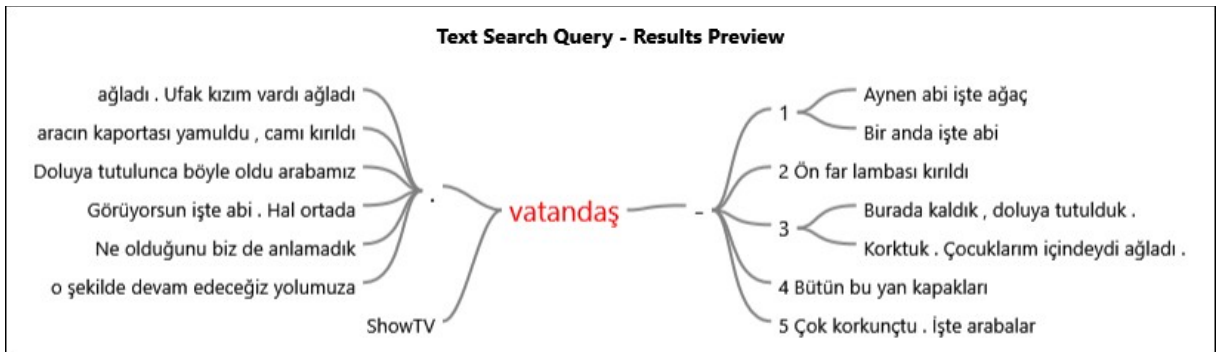 Text Search Query - Results Preview
ağladı . Ufak kızım vardı ağladı
aracın kaportası yamuldu , camı kırıldı
Doluya tutulunca böyle oldu arabamız
Görüyorsun işte abi . Hal ortada
Ne olduğunu biz de anlamadık
o şekilde devam edeceğiz yolumuza
.
ShowTV
vatandaş
-
1
Aynen abi işte ağaç
Bir anda işte abi
2 Ön far lambası kırıldı
3
Burada kaldık , doluya tutulduk .
Korktuk . Çocuklarım içindeydi ağladı .
4 Bütün bu yan kapakları
5 Çok korkunçtu . İşte arabalar